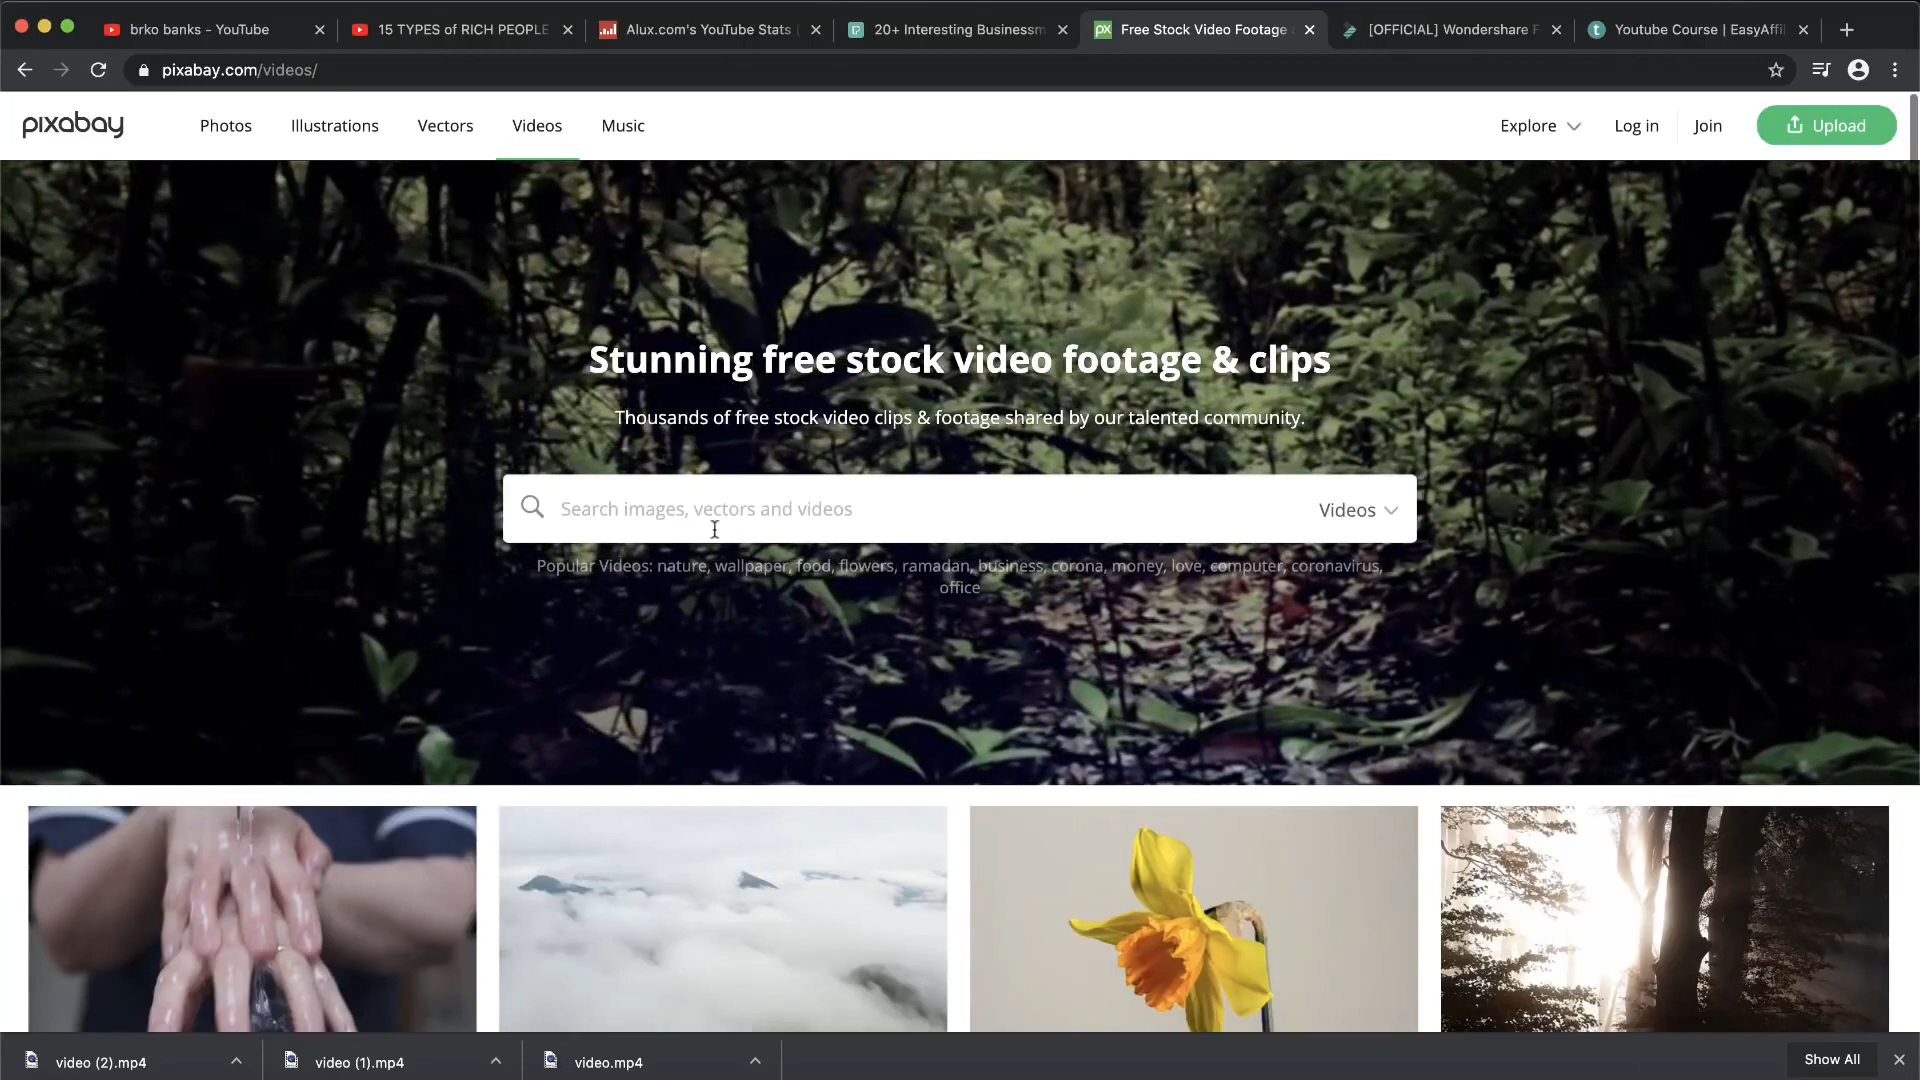 brko banks - YouTube
15 TYPES of RICH PEOPLE
Alux.com's YouTube Stats
20+ Interesting Businessm
Free Stock Video Footage
[OFFICIAL] Wondershare F
Youtube Course | EasyAffil
pixabay.com/videos/
pixabay
Photos
Illustrations
Vectors
Videos
Music
Explore
Log in
Join
Upload
Stunning free stock video footage & clips
Thousands of free stock video clips & footage shared by our talented community.
Search images, vectors and videos
Videos
Popular Videos: nature, wallpaper, food, flowers, ramadan, business, corona, money, love, computer, coronavirus,
office
video (2).mp4
video (1).mp4
video.mp4
Show All